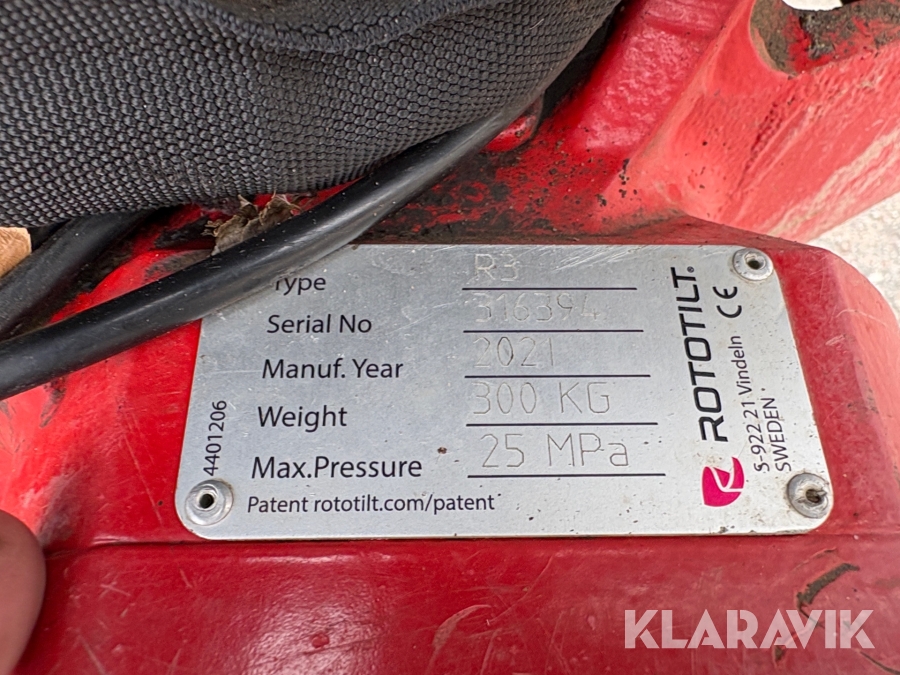 Type R3
Serial No 316394
Manuf. Year 2021
Weight 300 KG
Max.Pressure 25 MPa
Patent rototilt.com/patent
4401206
ROTOTILT® CE
S-922 21 Vindeln
SWEDEN
KLARAVIK